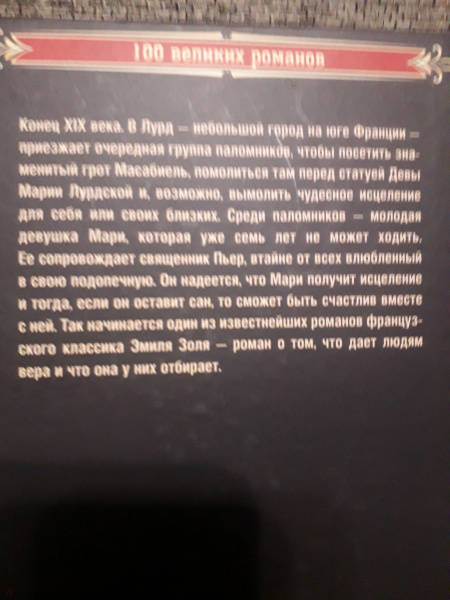 100 великих романов
Конец XIX века. В Лурд – небольшой город на юге Франции –
приезжает очередная группа паломников, чтобы посетить зна-
менитый грот Масабиель, помолиться там перед статуей Девы
Марии Лурдской и, возможно, вымолить чудесное исцеление
для себя или своих близких. Среди паломников – молодая
девушка Мари, которая уже семь лет не может ходить.
Ее сопровождает священник Пьер, втайне от всех влюбленный
в свою подопечную. Он надеется, что Мари получит исцеление
и тогда, если он оставит сан, то сможет быть счастлив вместе
с ней. Так начинается один из известнейших романов француз-
ского классика Эмиля Золя – роман о том, что дает людям
вера и что она у них отбирает.